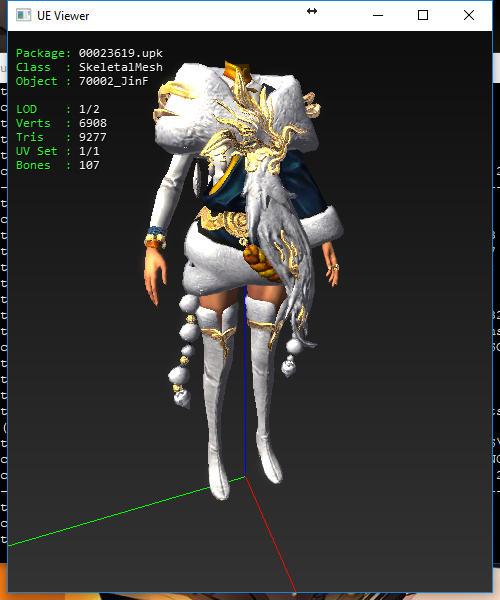 UE Viewer
Package: 00023619.upk
Class  : SkeletalMesh
Object : 70002_JinF
LOD    : 1/2
Verts  : 6908
Tris   : 9277
UV Set : 1/1
Bones  : 107